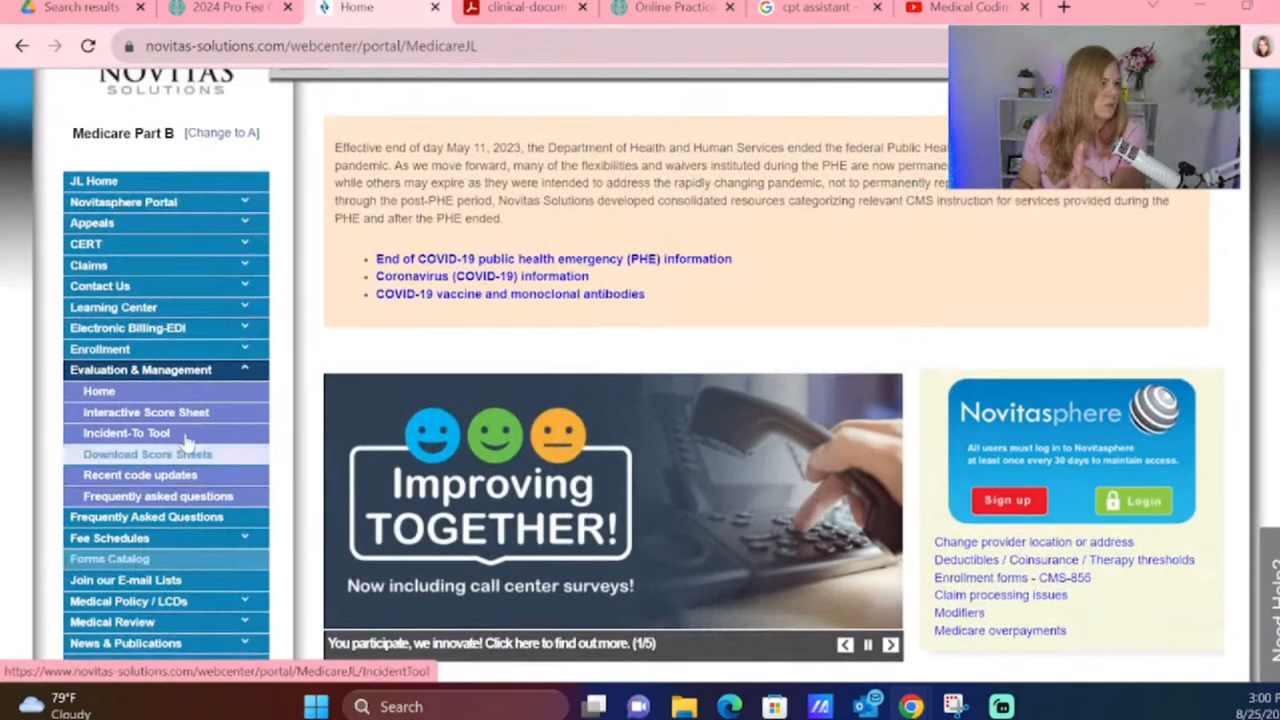 Search results
2024 Pro Fee C
Home
clinical-docum
Online Practice
cpt assistant -
Medical Coding
novitas-solutions.com/webcenter/portal/MedicareJL
NOVITAS
SOLUTIONS
Medicare Part B [Change to A]
JL Home
Novitasphere Portal
Appeals
CERT
Claims
Contact Us
Learning Center
Electronic Billing-EDI
Enrollment
Evaluation & Management
Home
Interactive Score Sheet
Incident-To Tool
Download Score Sheets
Recent code updates
Frequently asked questions
Frequently Asked Questions
Fee Schedules
Forms Catalog
Join our E-mail Lists
Medical Policy / LCDs
Medical Review
News & Publications
Effective end of day May 11, 2023, the Department of Health and Human Services ended the federal Public Hea
pandemic. As we move forward, many of the flexibilities and waivers instituted during the PHE are now permane
while others may expire as they were intended to address the rapidly changing pandemic, not to permanently rep
through the post-PHE period, Novitas Solutions developed consolidated resources categorizing relevant CMS instruction for services provided during the
PHE and after the PHE ended.
End of COVID-19 public health emergency (PHE) information
Coronavirus (COVID-19) information
COVID-19 vaccine and monoclonal antibodies
Improving
TOGETHER!
Now including call center surveys!
You participate, we innovate! Click here to find out more. (1/5)
Novitasphere
All users must log in to Novitasphere
at least once every 30 days to maintain access.
Sign up
Login
Change provider location or address
Deductibles / Coinsurance / Therapy thresholds
Enrollment forms - CMS-855
Claim processing issues
Modifiers
Medicare overpayments
Need Help?
https://www.novitas-solutions.com/webcenter/portal/MedicareJL/IncidentTool
79°F
Cloudy
Search
3:00 P
8/25/20